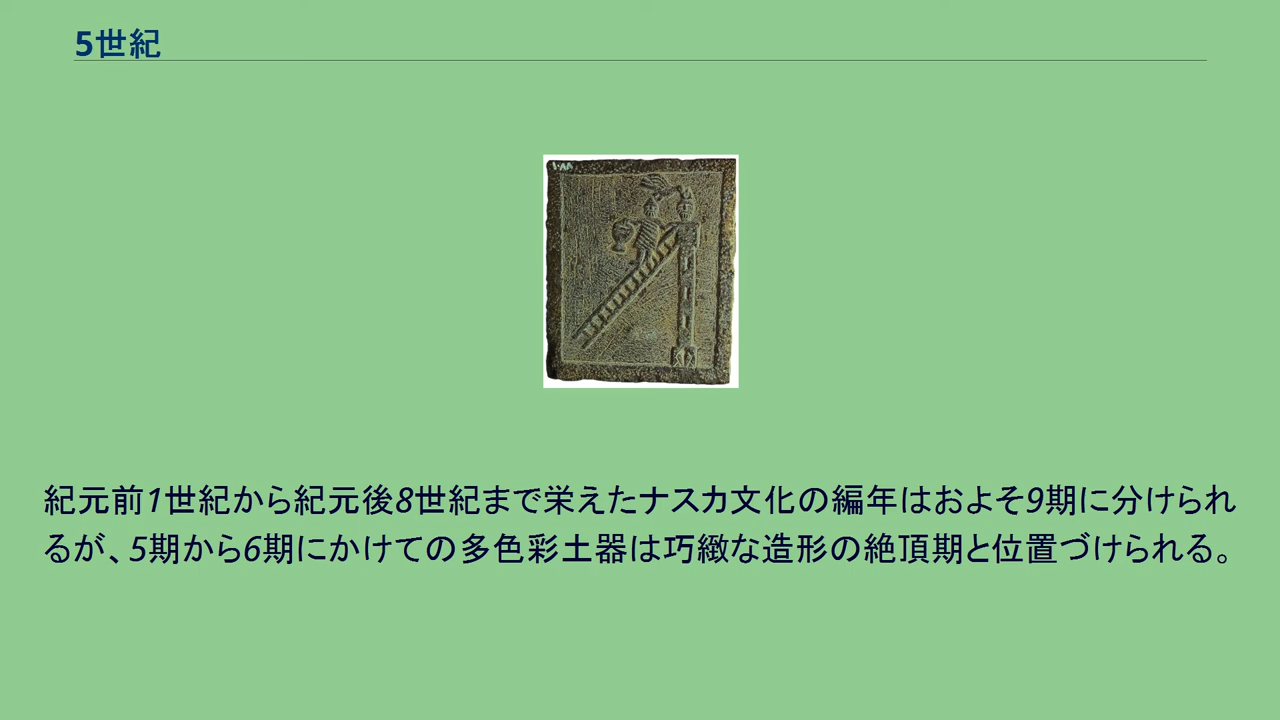 5世紀
١٠٨٨
紀元前1世紀から紀元後8世紀まで栄えたナスカ文化の編年はおよそ9期に分けられ
るが、5期から6期にかけての多色彩土器は巧緻な造形の絶頂期と位置づけられる。